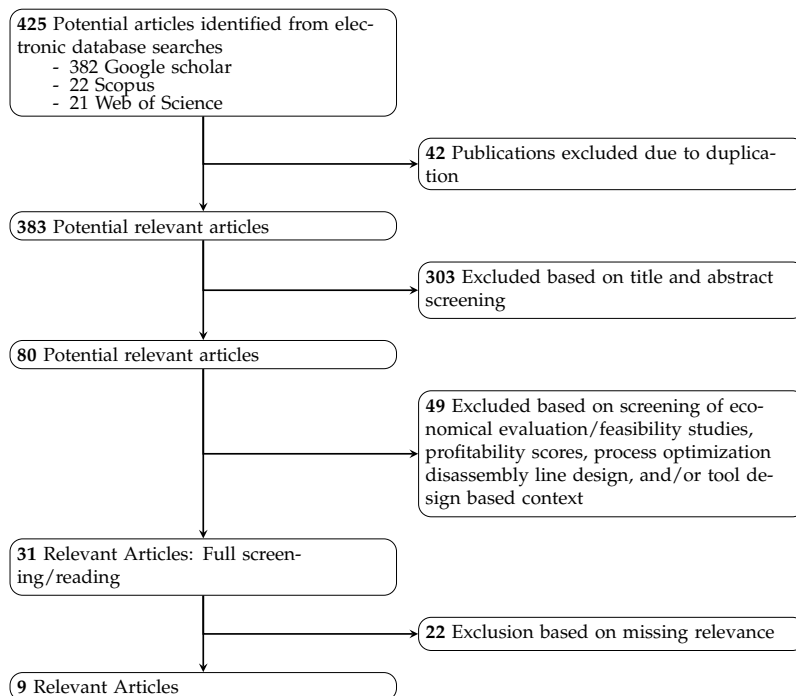 425 Potential articles identified from elec-
tronic database searches
- 382 Google scholar
- 22 Scopus
- 21 Web of Science
42 Publications excluded due to duplica-
tion
383 Potential relevant articles
303 Excluded based on title and abstract
screening
80 Potential relevant articles
49 Excluded based on screening of eco-
nomical evaluation/feasibility studies,
profitability scores, process optimization
disassembly line design, and/or tool de-
sign based context
31 Relevant Articles: Full screen-
ing/reading
22 Exclusion based on missing relevance
9 Relevant Articles